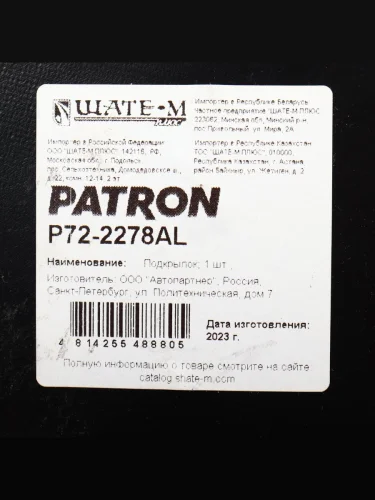 ШАТЕ-М
ПЛЮС
Импортер в Республике Беларусь
Частное предприятие "ШАТЕ-М ПЛЮС"
223062, Минская обл, Минский р-н,
пос Привольный, ул. Мира, 2А
Импортер в Российской Федерации
ООО "ШАТЕ-М ПЛЮС", 142115, РФ,
Московская обл., г. Подольск,
пос. Сельхозтехника, Домодедовское ш.,
д.22, комн. 12-14, 2 эт.
Импортер в Республике Казахстан
ТОО "ШАТЕ-М ПЛЮС", 010000,
Республика Казахстан, г. Астана,
район Байконыр, ул. Жетиген, д. 2
PATRON
P72-2278AL
Наименование: Подкрылок; 1 шт.
Изготовитель: ООО "Автопартнер", Россия,
Санкт-Петербург, ул. Политехническая, дом 7
4 814255 488805
Дата изготовления:
2023 г.
Полную информацию о товаре смотрите на сайте
catalog.shate-m.com